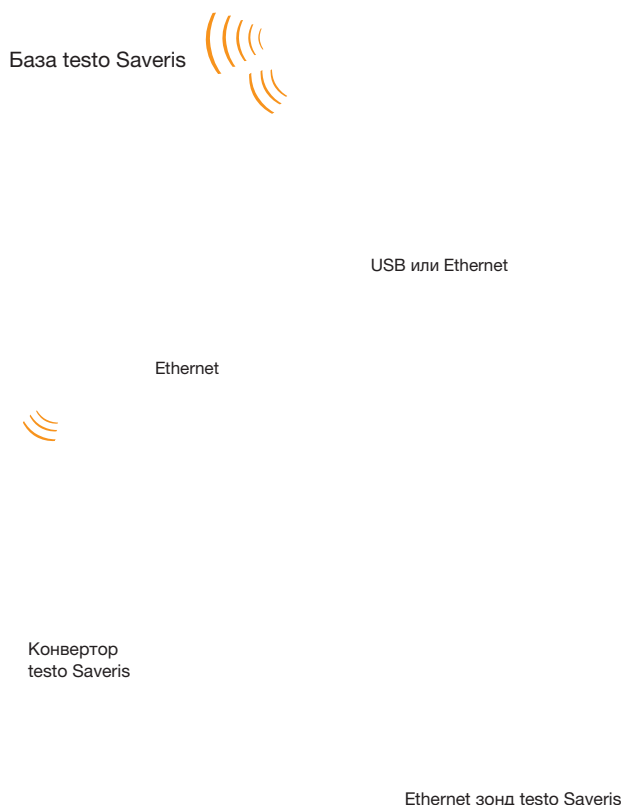 База testo Saveris
USB или Ethernet
Ethernet
Конвертор
testo Saveris
Ethernet зонд testo Saveris